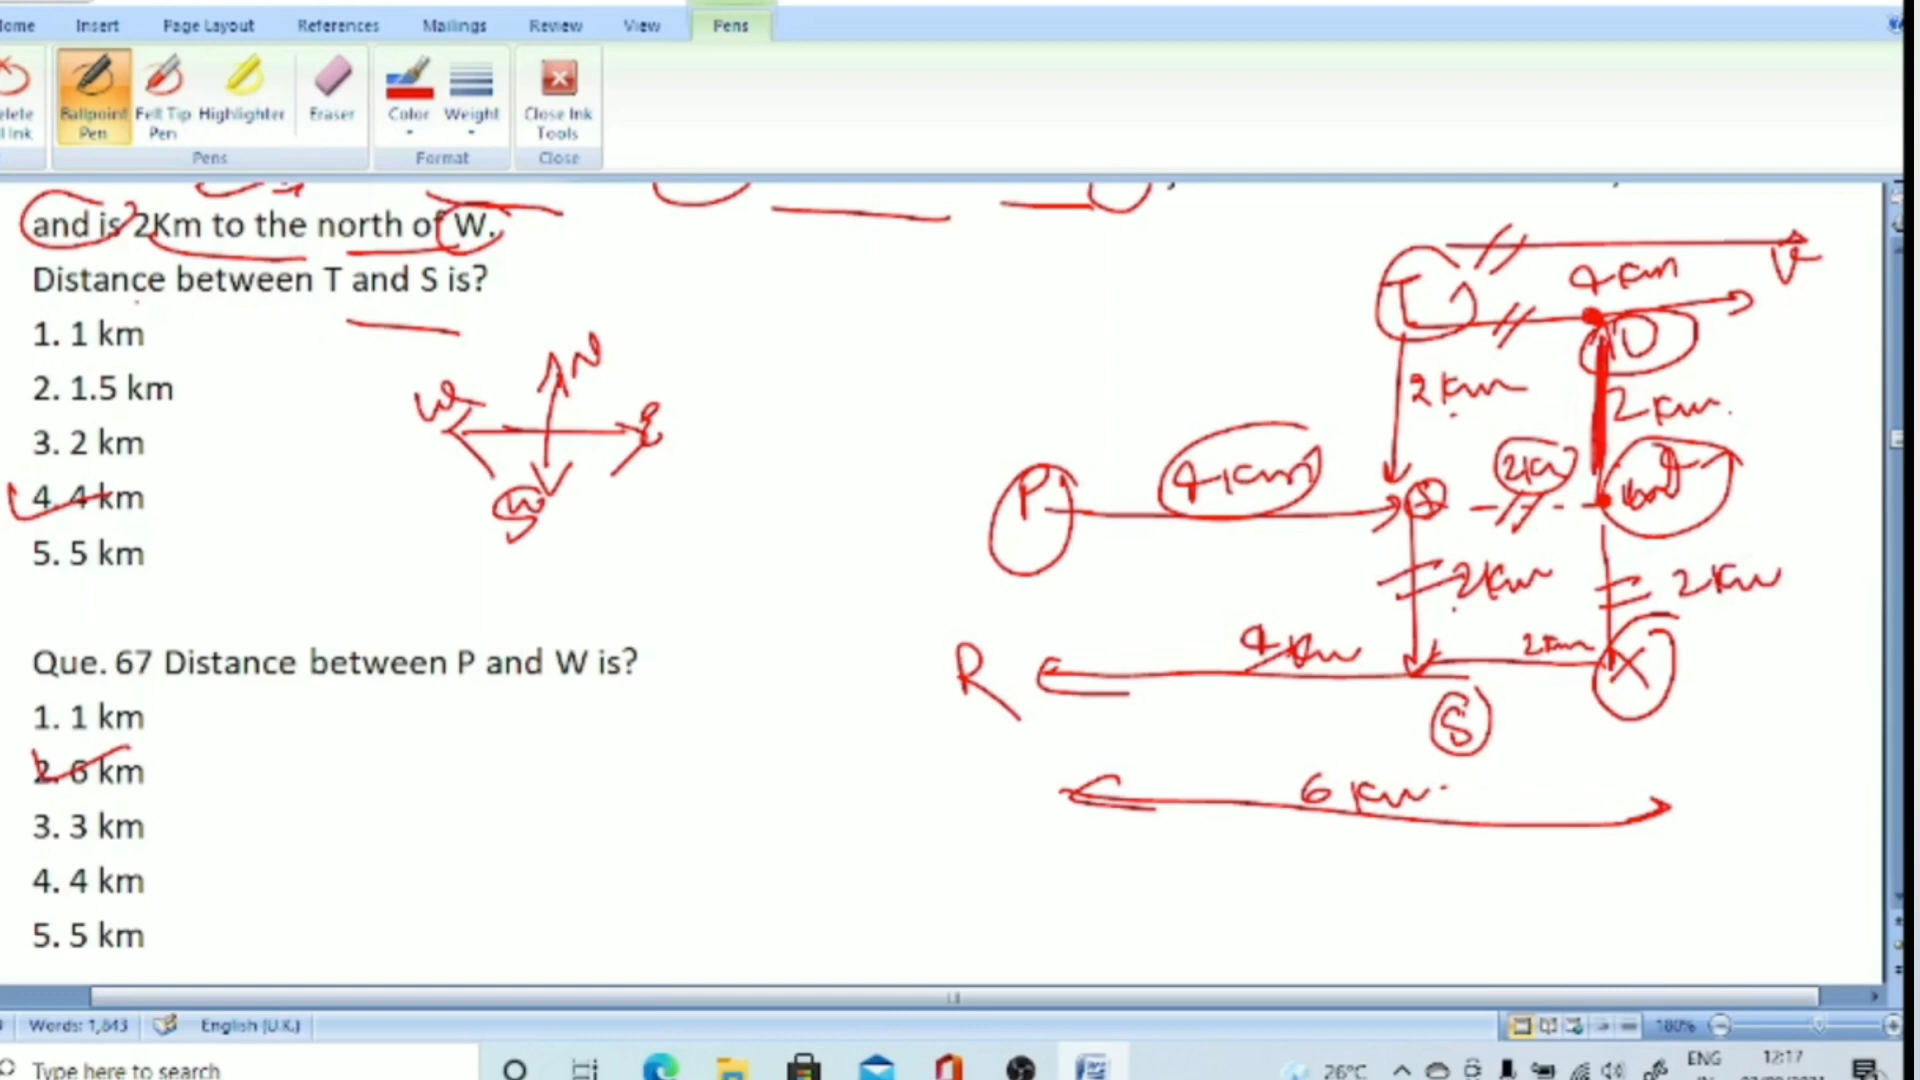 Insert Page Layout References Mailings Review View Pens
Ballpoint Pen
Felt Tip Pen
Highlighter
Eraser
Color
Weight
Close Ink Tools
Pens
Format
Close
and is 2Km to the north of W.
Distance between T and S is?
1. 1 km
2. 1.5 km
3. 2 km
4. 4 km
5. 5 km
Que. 67 Distance between P and W is?
1. 1 km
2. 6 km
3. 3 km
4. 4 km
5. 5 km
N
W
E
S
T
4 km
V
U
2 km
2 km.
P
4 km
2 km
2 km
R
4 km
2 km
X
S
6 km.
Words: 1,643
English (U.K.)
180%
Type here to search
26°C
ENG
12:17